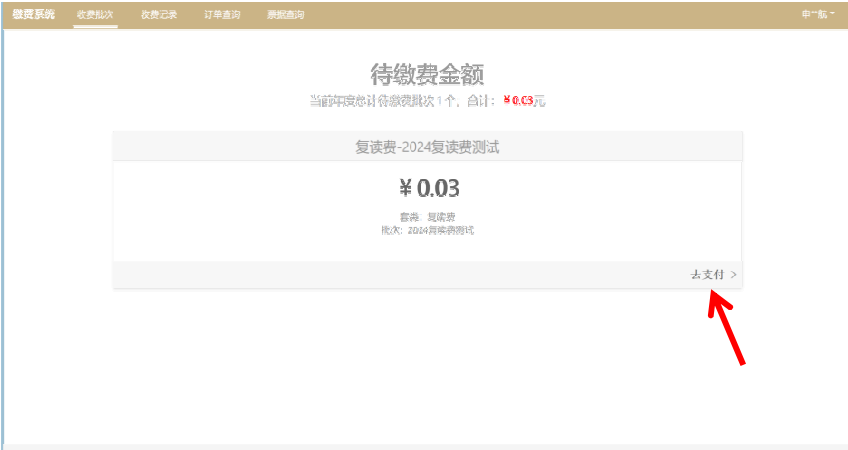 缴费系统 收费批次 收费记录 订单查询 票据查询
待缴费金额
当前年度总计待缴费批次1个，合计：￥0.03元
复读费-2024复读费测试
￥0.03
套类：复读费
批次：2024复读费测试
去支付 >